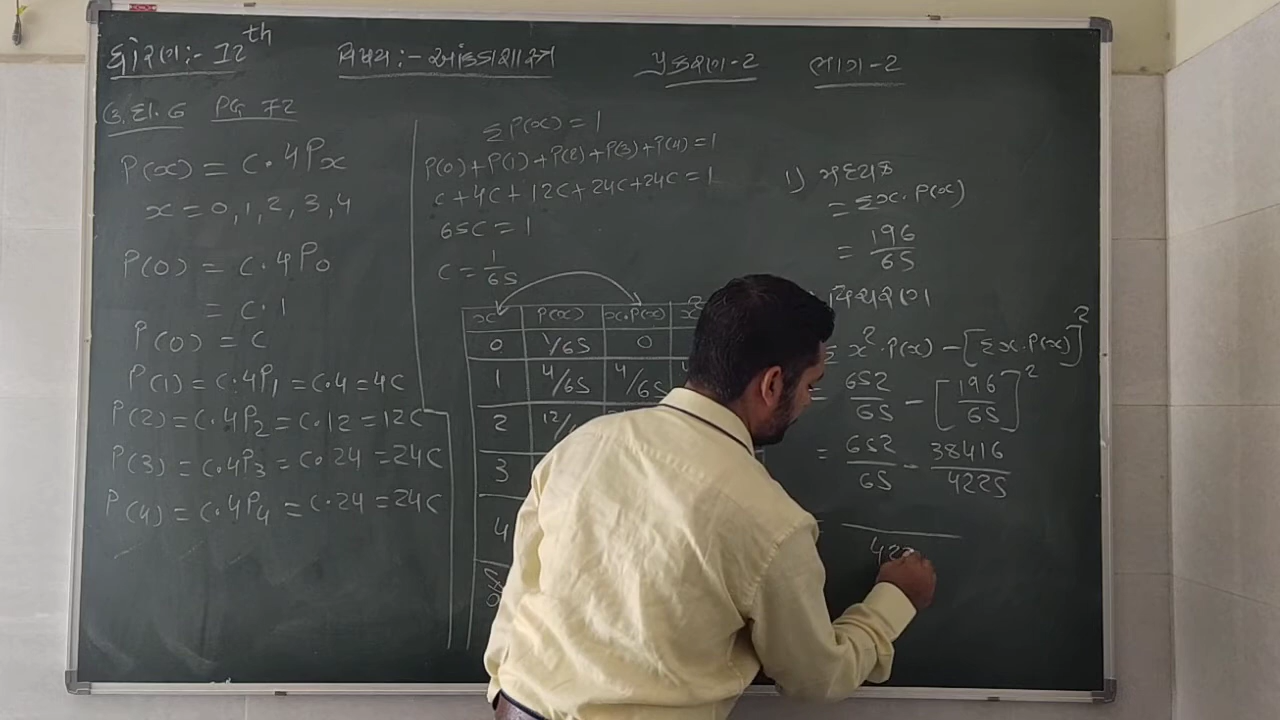 ધોરણ:- 12th વિષય:- આંકડાશાસ્ત્ર પ્રકરણ-2 ભાગ-2
ઉ.દા. 6 PG 72
P(x) = C. 4Px
x = 0, 1, 2, 3, 4
P(0) = C. 4P0
= C. 1
P(0) = C
P(1) = C. 4P1 = C. 4 = 4C
P(2) = C. 4P2 = C. 12 = 12C
P(3) = C. 4P3 = C. 24 = 24C
P(4) = C. 4P4 = C. 24 = 24C
Σ P(x) = 1
P(0) + P(1) + P(2) + P(3) + P(4) = 1
C + 4C + 12C + 24C + 24C = 1
65C = 1
C = 1/65
x P(x) x.P(x) x²
0 1/65 0
1 4/65 4/65 4
2 12/
3
4
1) મધ્યક
= Σx. P(x)
= 196/65
વિચરણ
Σ x². P(x) - [Σx. P(x)]²
= 652/65 - [196/65]²
= 652/65 - 38416/4225
=
422